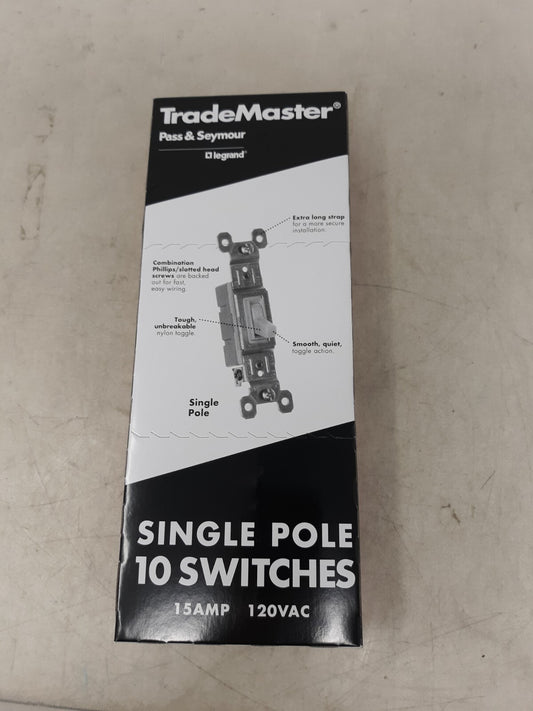 TradeMaster®
Pass & Seymour
legrand®
Extra long strap
for a more secure
installation.
Combination
Phillips/slotted head
screws are backed
out for fast,
easy wiring.
Tough,
unbreakable
nylon toggle.
Smooth, quiet,
toggle action.
Single
Pole
SINGLE POLE
10 SWITCHES
15AMP 120VAC